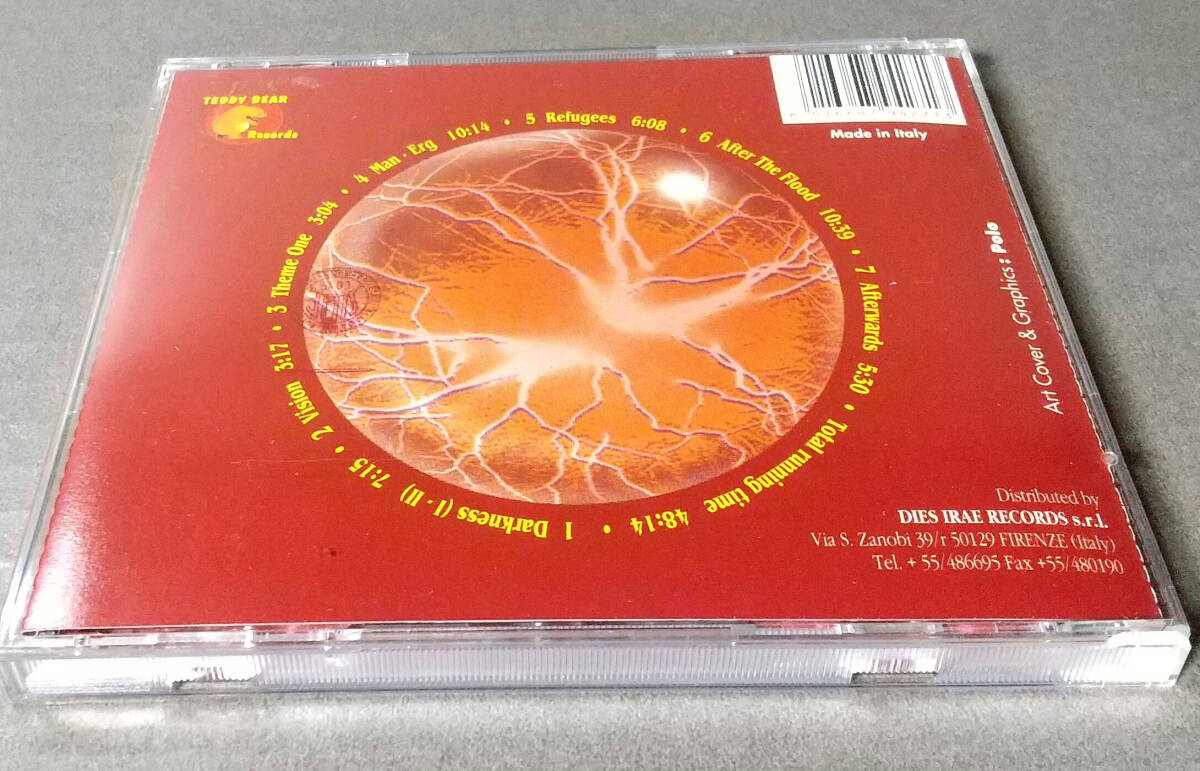 TEDDY BEAR
Records
Made in Italy
1 Darkness (I - II) 7:15 • 2 Vision 3:17 • 3 Theme One 3:04 • 4 Man - Erg 10:14 • 5 Refugees 6:08 • 6 After The Flood 10:39 • 7 Afterwards 5:30 • Total running time 48:14 •
Art Cover & Graphics: Polo
Distributed by
DIES IRAE RECORDS s.r.l.
Via S. Zanobi 39/r 50129 FIRENZE (Italy)
Tel. + 55/486695 Fax +55/480190